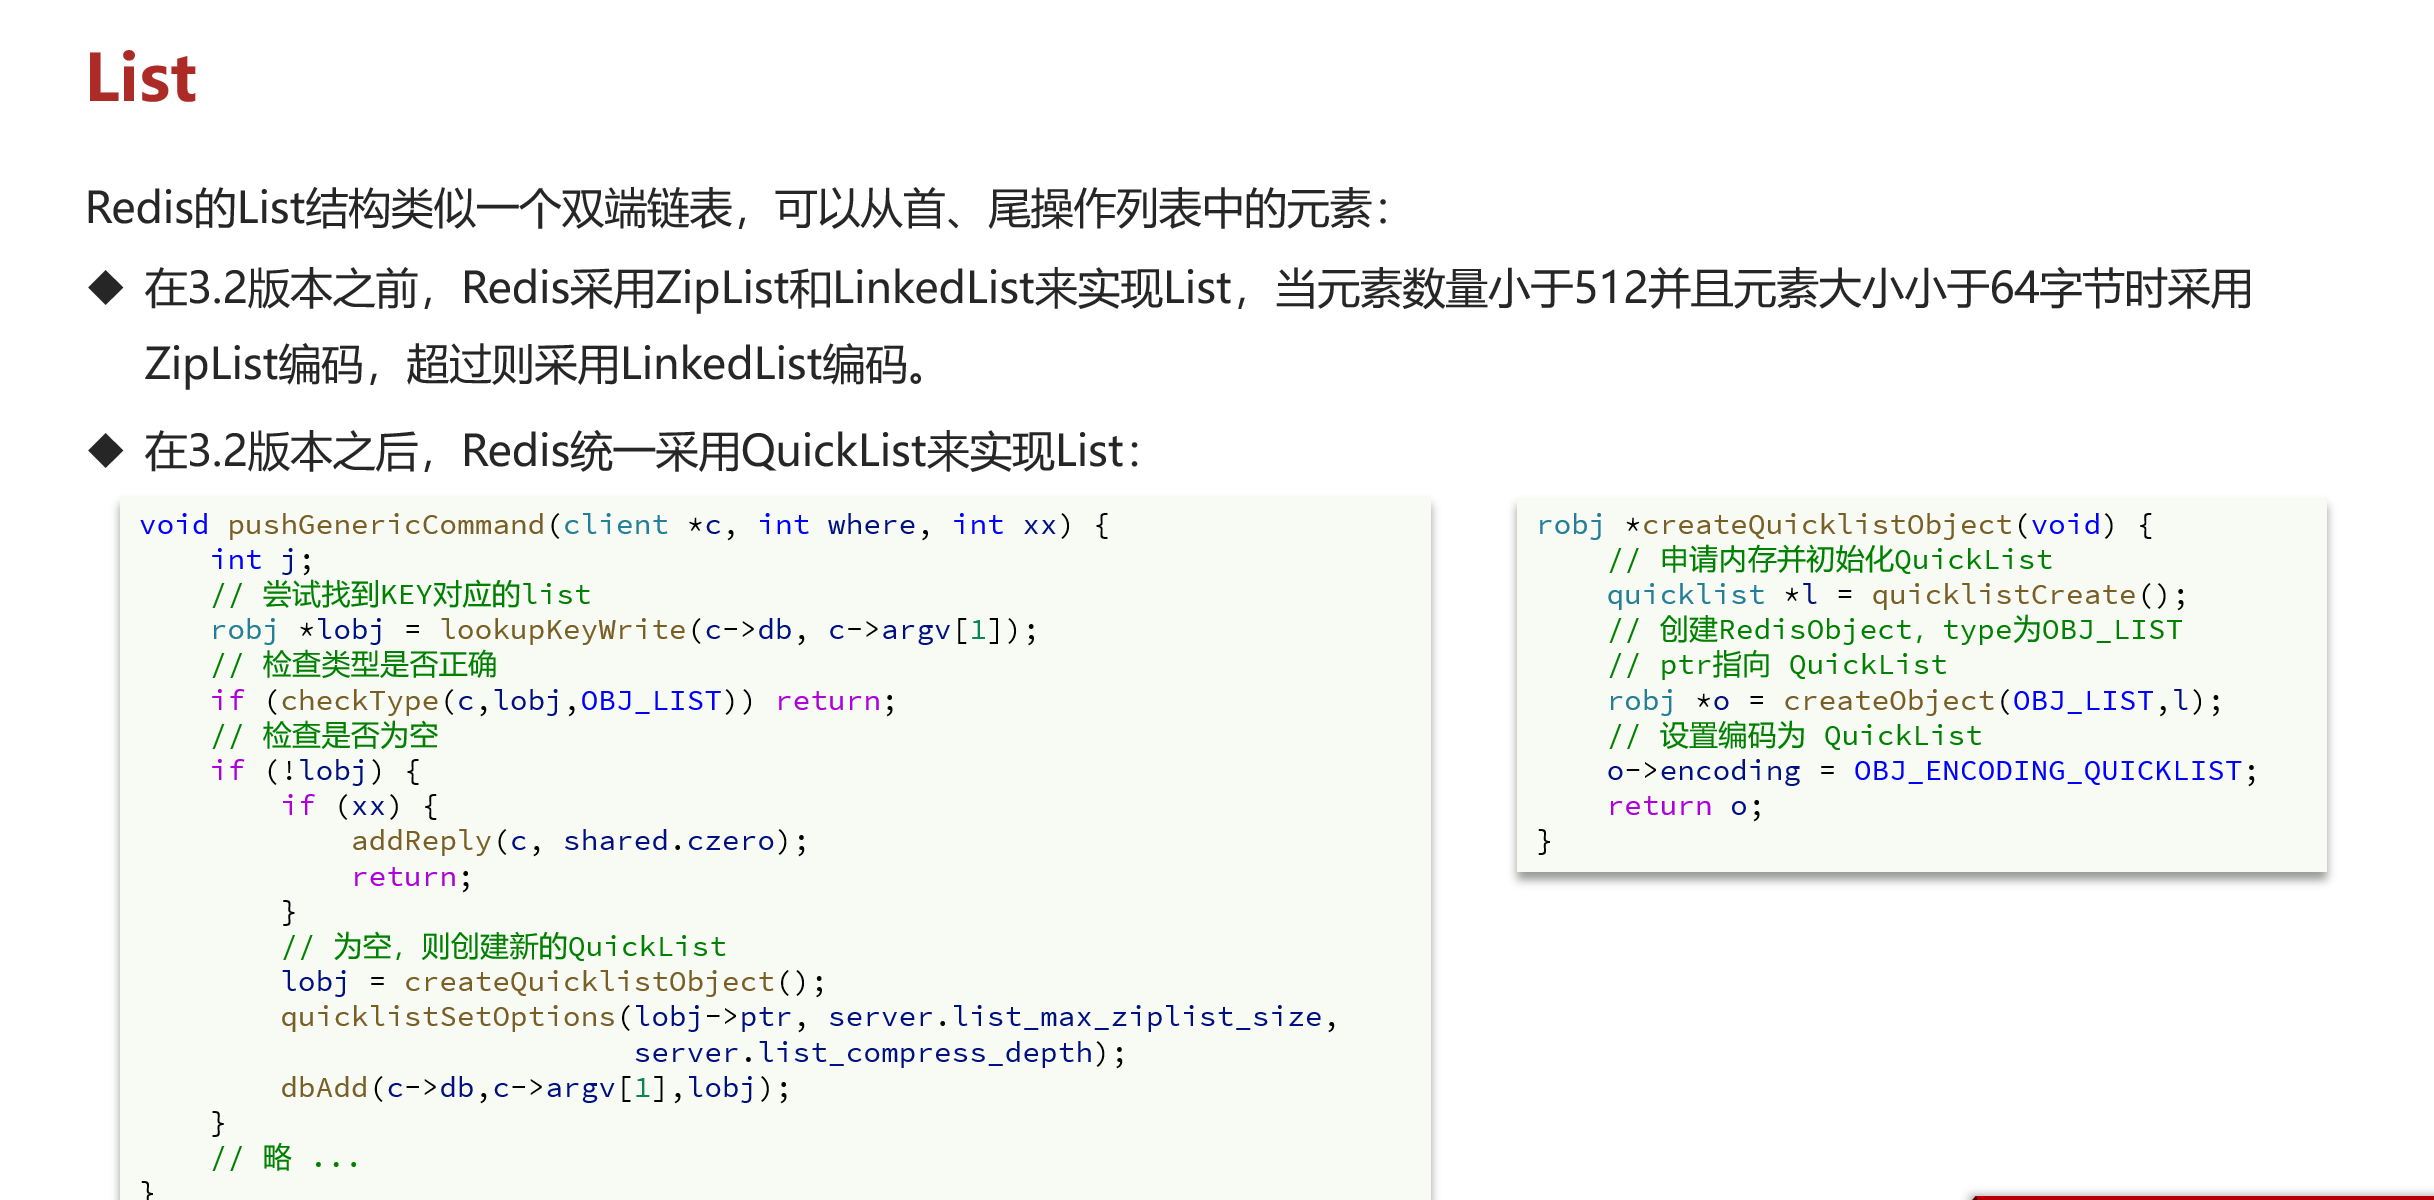 List
Redis的List结构类似一个双端链表，可以从首、尾操作列表中的元素：
◆ 在3.2版本之前，Redis采用ZipList和LinkedList来实现List，当元素数量小于512并且元素大小小于64字节时采用
ZipList编码，超过则采用LinkedList编码。
◆ 在3.2版本之后，Redis统一采用QuickList来实现List：
void pushGenericCommand(client *c, int where, int xx) {
    int j;
    // 尝试找到KEY对应的list
    robj *lobj = lookupKeyWrite(c->db, c->argv[1]);
    // 检查类型是否正确
    if (checkType(c,lobj,OBJ_LIST)) return;
    // 检查是否为空
    if (!lobj) {
        if (xx) {
            addReply(c, shared.czero);
            return;
        }
        // 为空，则创建新的QuickList
        lobj = createQuicklistObject();
        quicklistSetOptions(lobj->ptr, server.list_max_ziplist_size,
                            server.list_compress_depth);
        dbAdd(c->db,c->argv[1],lobj);
    }
    // 略 ...
}
robj *createQuicklistObject(void) {
    // 申请内存并初始化QuickList
    quicklist *l = quicklistCreate();
    // 创建RedisObject，type为OBJ_LIST
    // ptr指向 QuickList
    robj *o = createObject(OBJ_LIST,l);
    // 设置编码为 QuickList
    o->encoding = OBJ_ENCODING_QUICKLIST;
    return o;
}